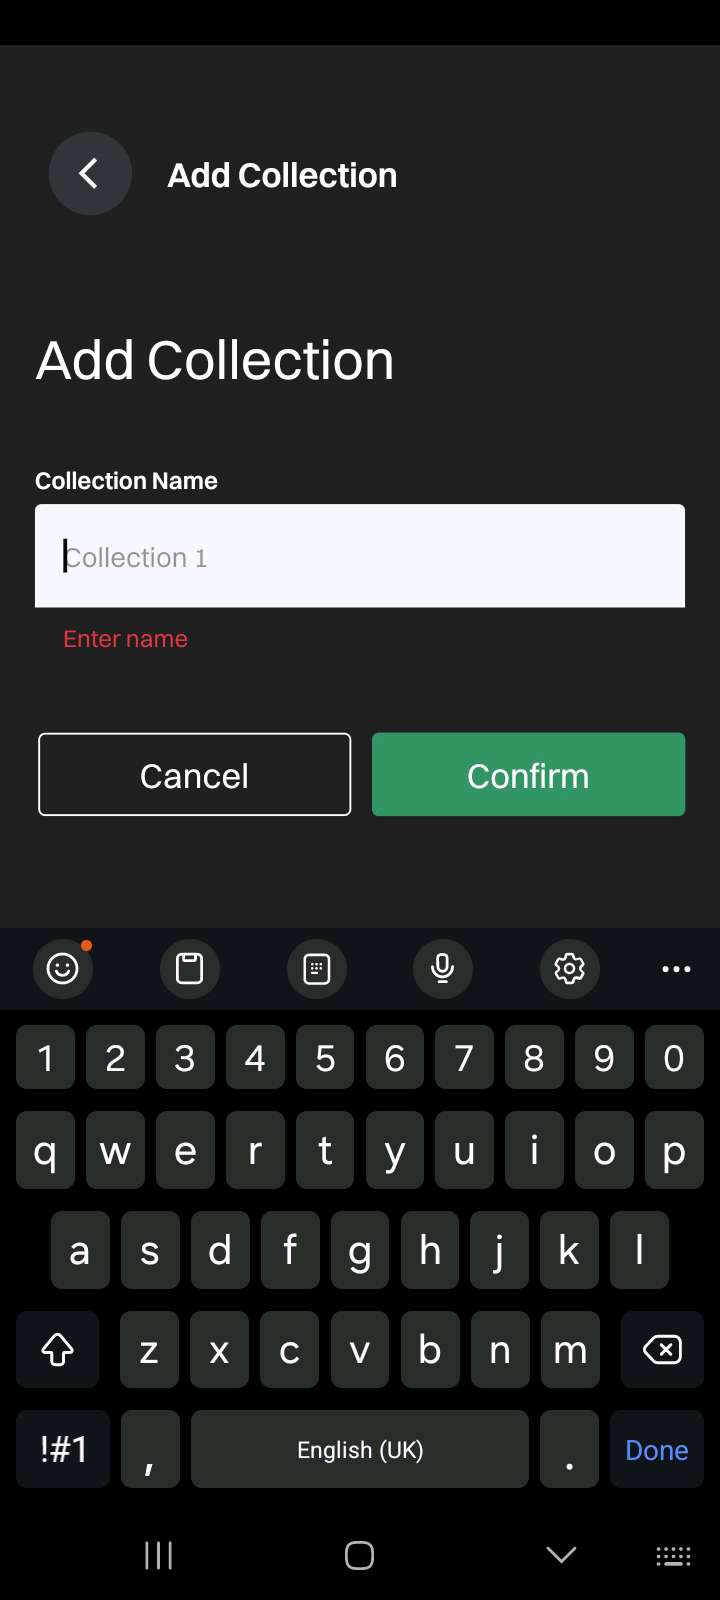 Add Collection
Add Collection
Collection Name
Collection 1
Enter name
Cancel
Confirm
1 2 3 4 5 6 7 8 9 0
q w e r t y u i o p
a s d f g h j k l
z x c v b n m
!#1 , English (UK) . Done